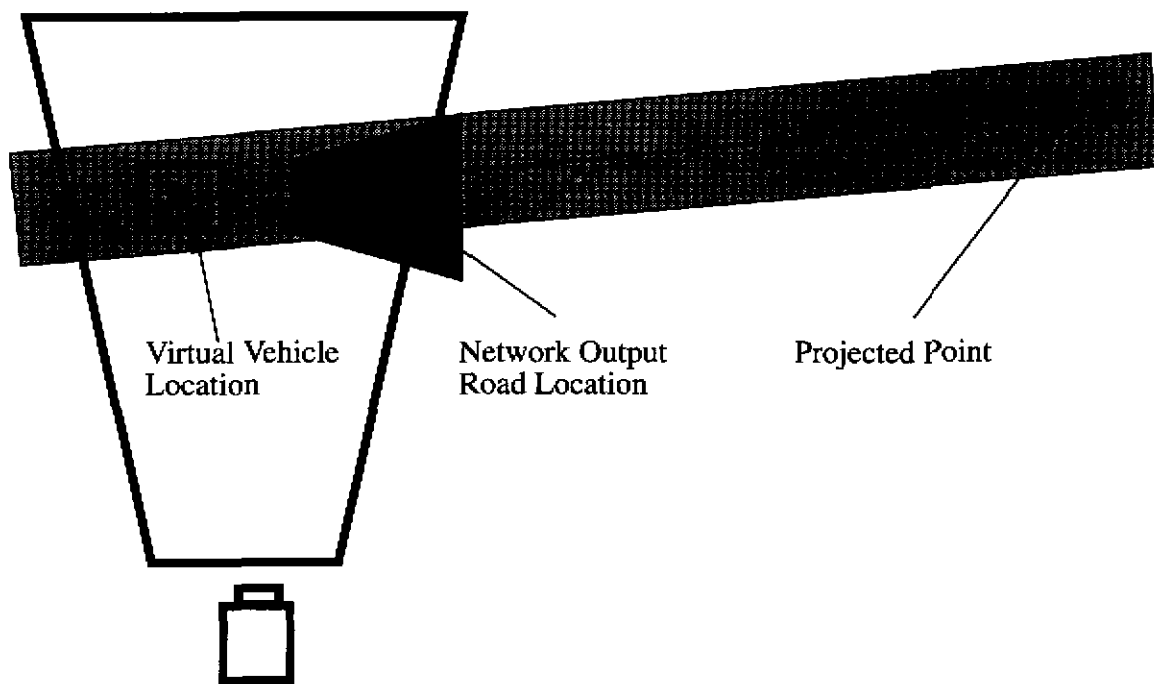 Virtual Vehicle
Location
Network Output
Road Location
Projected Point